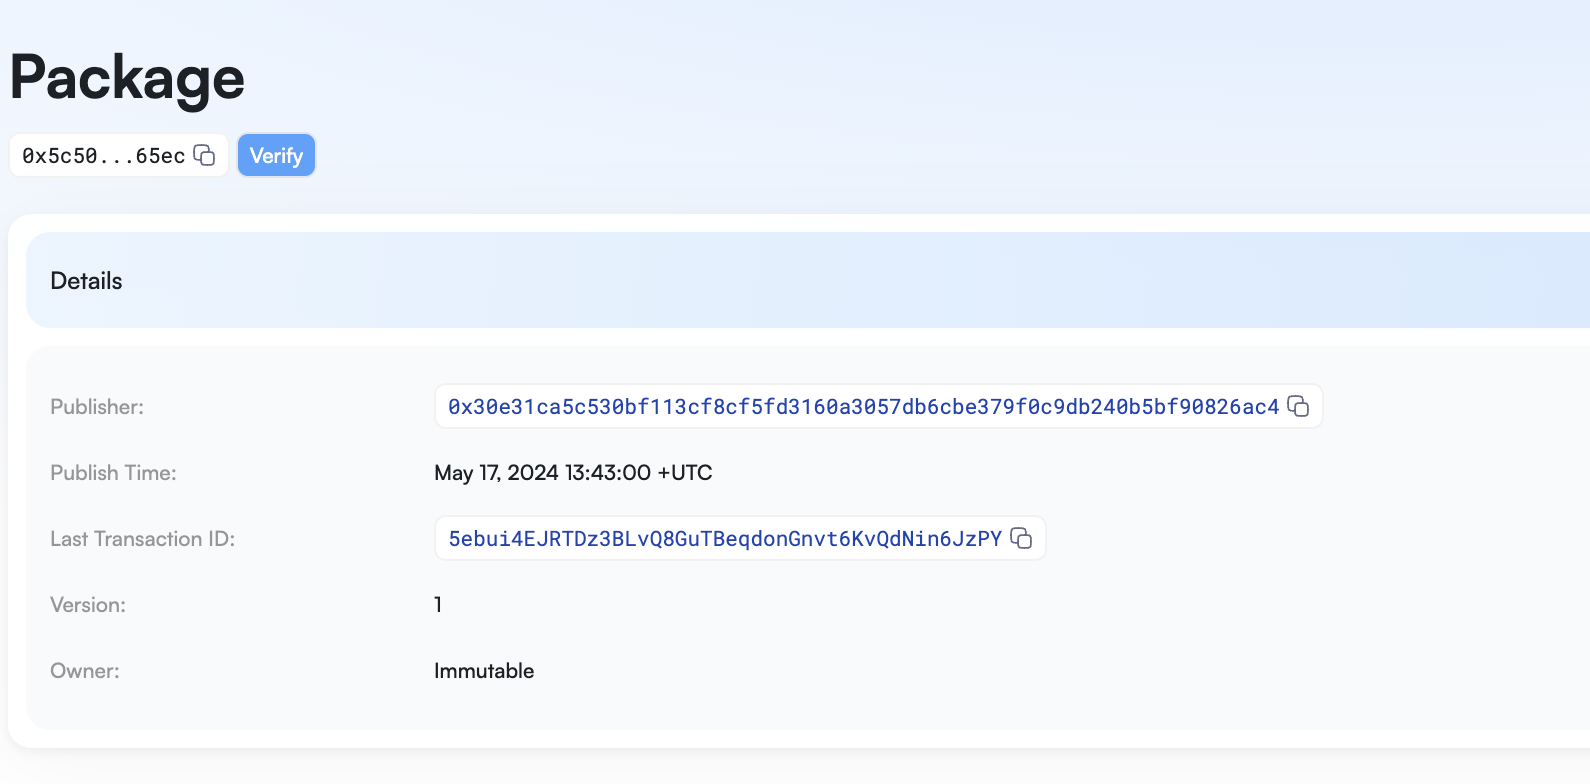 Package
0x5c50...65ec
Verify
Details
Publisher: 0x30e31ca5c530bf113cf8cf5fd3160a3057db6cbe379f0c9db240b5bf90826ac4
Publish Time: May 17, 2024 13:43:00 +UTC
Last Transaction ID: 5ebui4EJRTDz3BLvQ8GuTBeqdonGnvt6KvQdNin6JzPY
Version: 1
Owner: Immutable